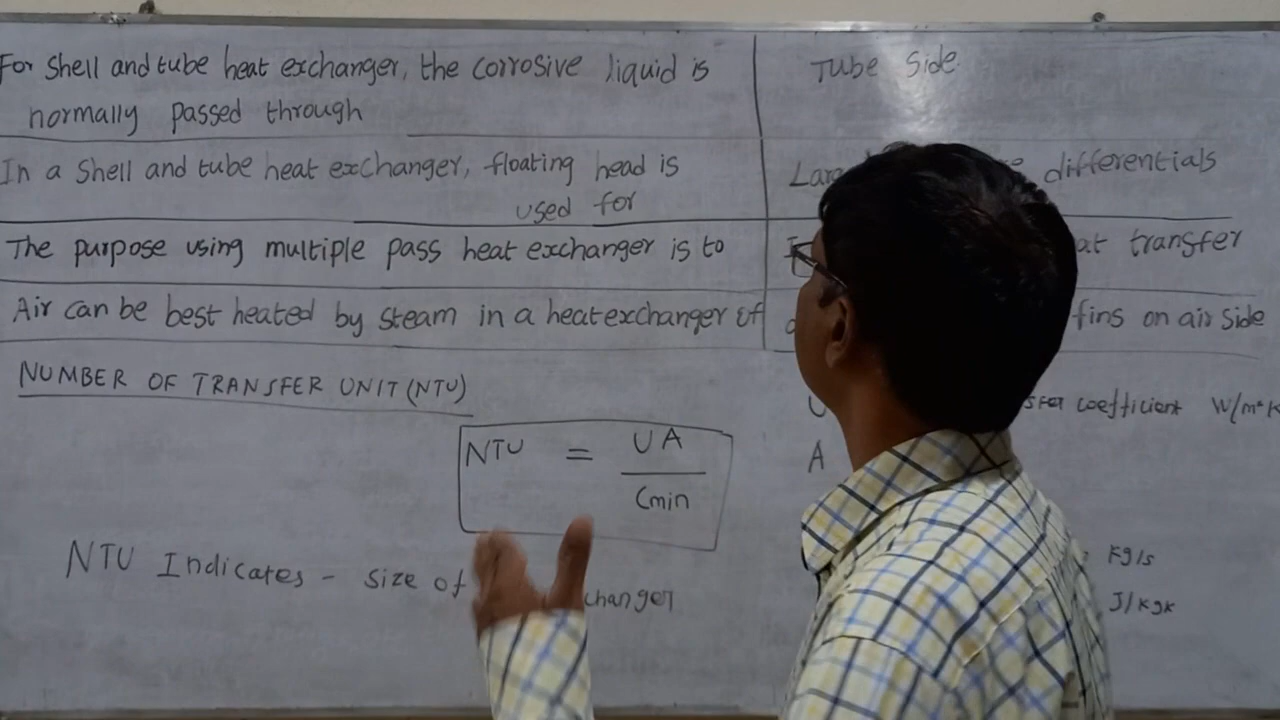 For Shell and tube heat exchanger, the corrosive liquid is
normally passed through
Tube Side
In a Shell and tube heat exchanger, floating head is
used for
differentials
The purpose using multiple pass heat exchanger is to
transfer
Air can be best heated by steam in a heat exchanger of
fins on air side
NUMBER OF TRANSFER UNIT (NTU)
U coefficient W/m²K
NTU = UA
Cmin
A
NTU Indicates - size of
kg/s
J/kgK